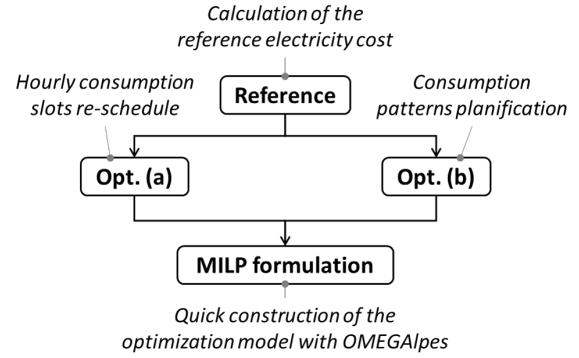 Calculation of the
reference electricity cost
Hourly consumption
slots re-schedule
Reference
Consumption
patterns planification
Opt. (a)
Opt. (b)
MILP formulation
Quick construction of the
optimization model with OMEGAlpes